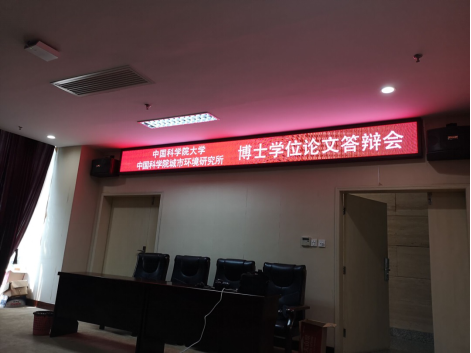 中国科学院大学
中国科学院城市环境研究所
博士学位论文答辩会